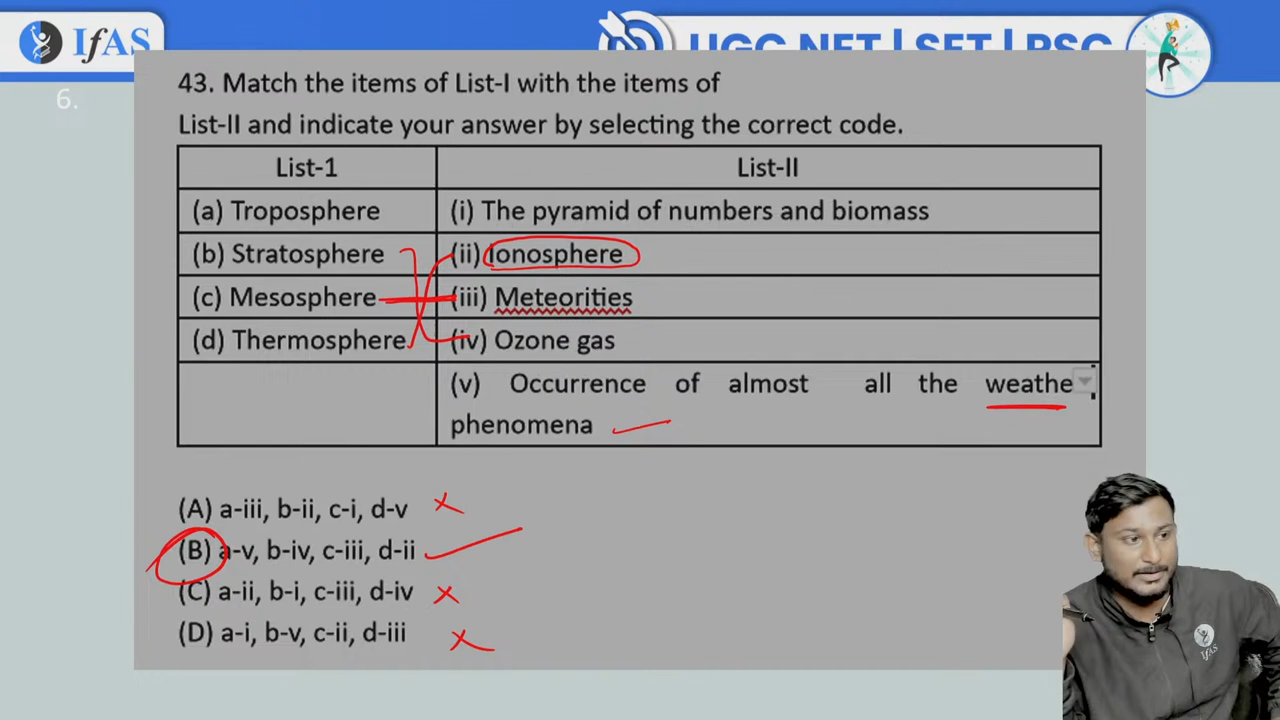 IfAS
UGC NET | SET | PSC
6.
43. Match the items of List-I with the items of
List-II and indicate your answer by selecting the correct code.
List-1 List-II
(a) Troposphere (i) The pyramid of numbers and biomass
(b) Stratosphere (ii) Ionosphere
(c) Mesosphere (iii) Meteorities
(d) Thermosphere (iv) Ozone gas
(v) Occurrence of almost all the weathe
phenomena
(A) a-iii, b-ii, c-i, d-v
(B) a-v, b-iv, c-iii, d-ii
(C) a-ii, b-i, c-iii, d-iv
(D) a-i, b-v, c-ii, d-iii
IfAS